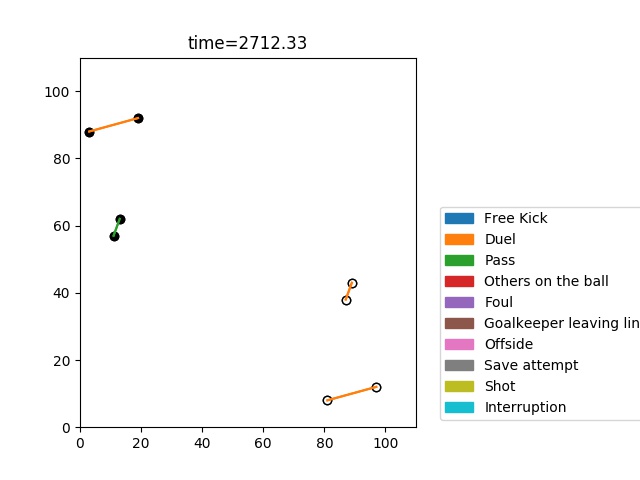 time=2712.33
100
80
60
40
20
0
0 20 40 60 80 100
Free Kick
Duel
Pass
Others on the ball
Foul
Goalkeeper leaving lin
Offside
Save attempt
Shot
Interruption